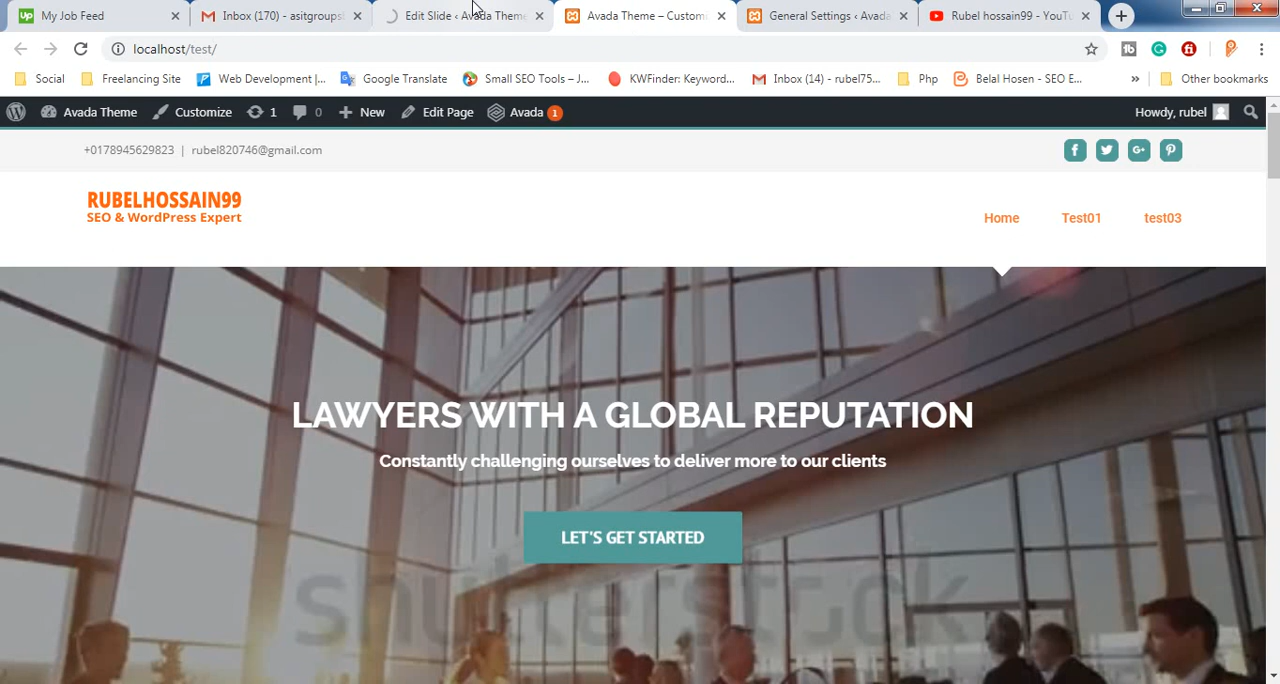 My Job Feed
Inbox (170) - asitgroups
Edit Slide ‹ Avada Theme
Avada Theme – Custom
General Settings ‹ Avada
Rubel hossain99 - YouT
localhost/test/
Social
Freelancing Site
Web Development |...
Google Translate
Small SEO Tools – J...
KWFinder: Keyword...
Inbox (14) - rubel75...
Php
Belal Hosen - SEO E...
»
Other bookmarks
Avada Theme
Customize
1
0
New
Edit Page
Avada 1
Howdy, rubel
+0178945629823 | rubel820746@gmail.com
RUBELHOSSAIN99
SEO & WordPress Expert
Home
Test01
test03
LAWYERS WITH A GLOBAL REPUTATION
Constantly challenging ourselves to deliver more to our clients
LET'S GET STARTED
shutterstock